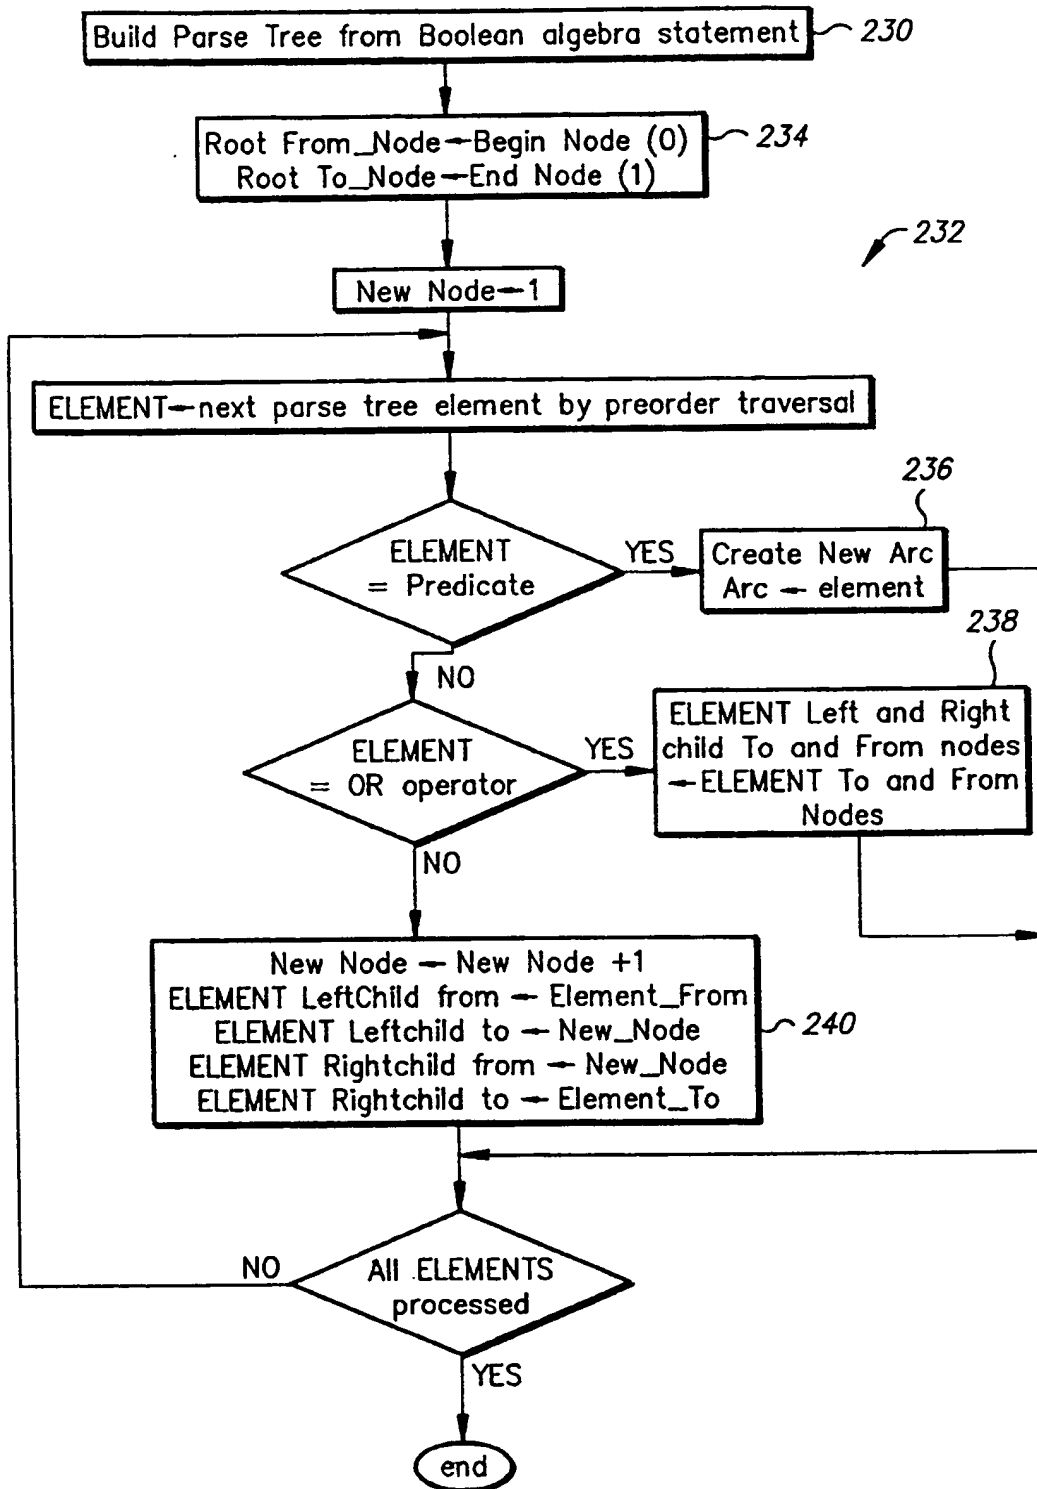 Build Parse Tree from Boolean algebra statement
230
Root From_Node←Begin Node (0)
Root To_Node←End Node (1)
234
232
New Node←1
ELEMENT←next parse tree element by preorder traversal
236
ELEMENT
= Predicate
YES
Create New Arc
Arc ← element
NO
238
ELEMENT
= OR operator
YES
ELEMENT Left and Right
child To and From nodes
←ELEMENT To and From
Nodes
NO
New Node ← New Node +1
ELEMENT LeftChild from ← Element_From
ELEMENT Leftchild to ← New_Node
ELEMENT Rightchild from ← New_Node
ELEMENT Rightchild to ← Element_To
240
NO
All ELEMENTS
processed
YES
end